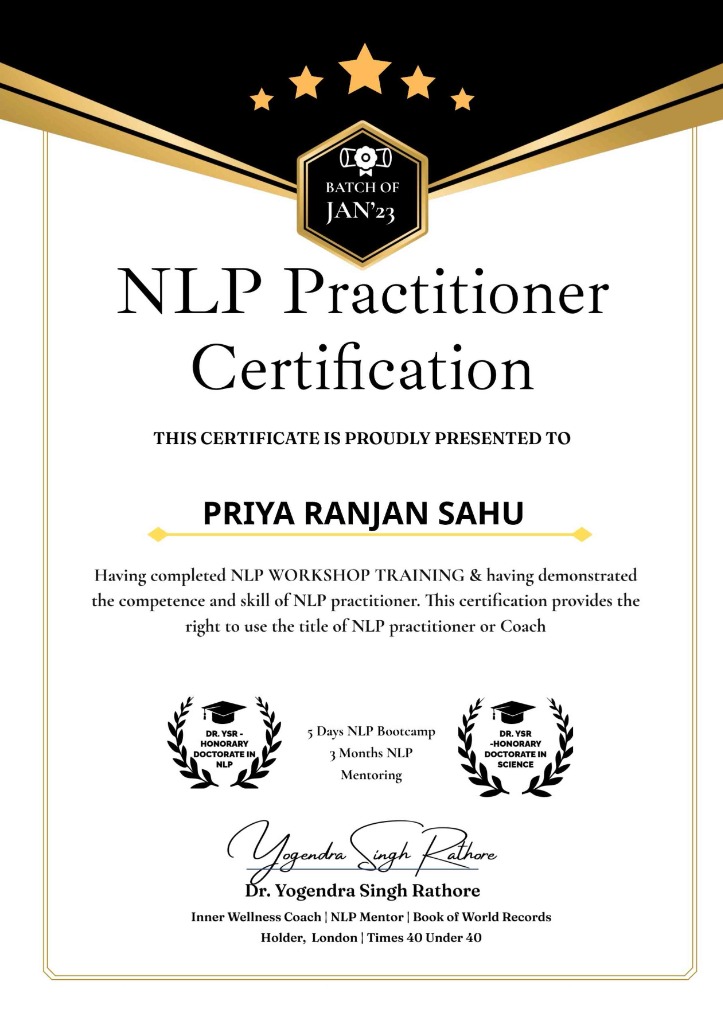 BATCH OF
JAN'23
NLP Practitioner
Certification
THIS CERTIFICATE IS PROUDLY PRESENTED TO
PRIYA RANJAN SAHU
Having completed NLP WORKSHOP TRAINING & having demonstrated
the competence and skill of NLP practitioner. This certification provides the
right to use the title of NLP practitioner or Coach
DR. YSR -
HONORARY
DOCTORATE IN
NLP
5 Days NLP Bootcamp
3 Months NLP
Mentoring
DR. YSR
-HONORARY
DOCTORATE IN
SCIENCE
Yogendra Singh Rathore
Dr. Yogendra Singh Rathore
Inner Wellness Coach ¦ NLP Mentor ¦ Book of World Records
Holder, London ¦ Times 40 Under 40